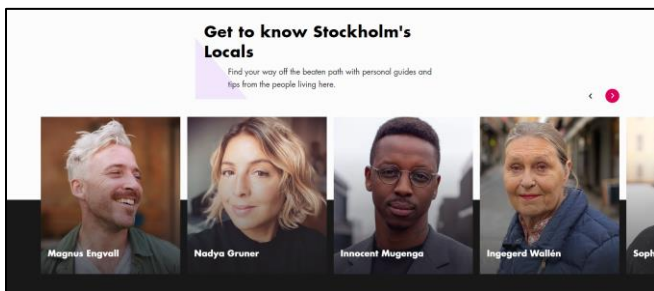 Get to know Stockholm's
Locals
Find your way off the beaten path with personal guides and
tips from the people living here.
Magnus Engvall
Nadya Gruner
Innocent Mugenga
Ingegerd Wallén
Soph